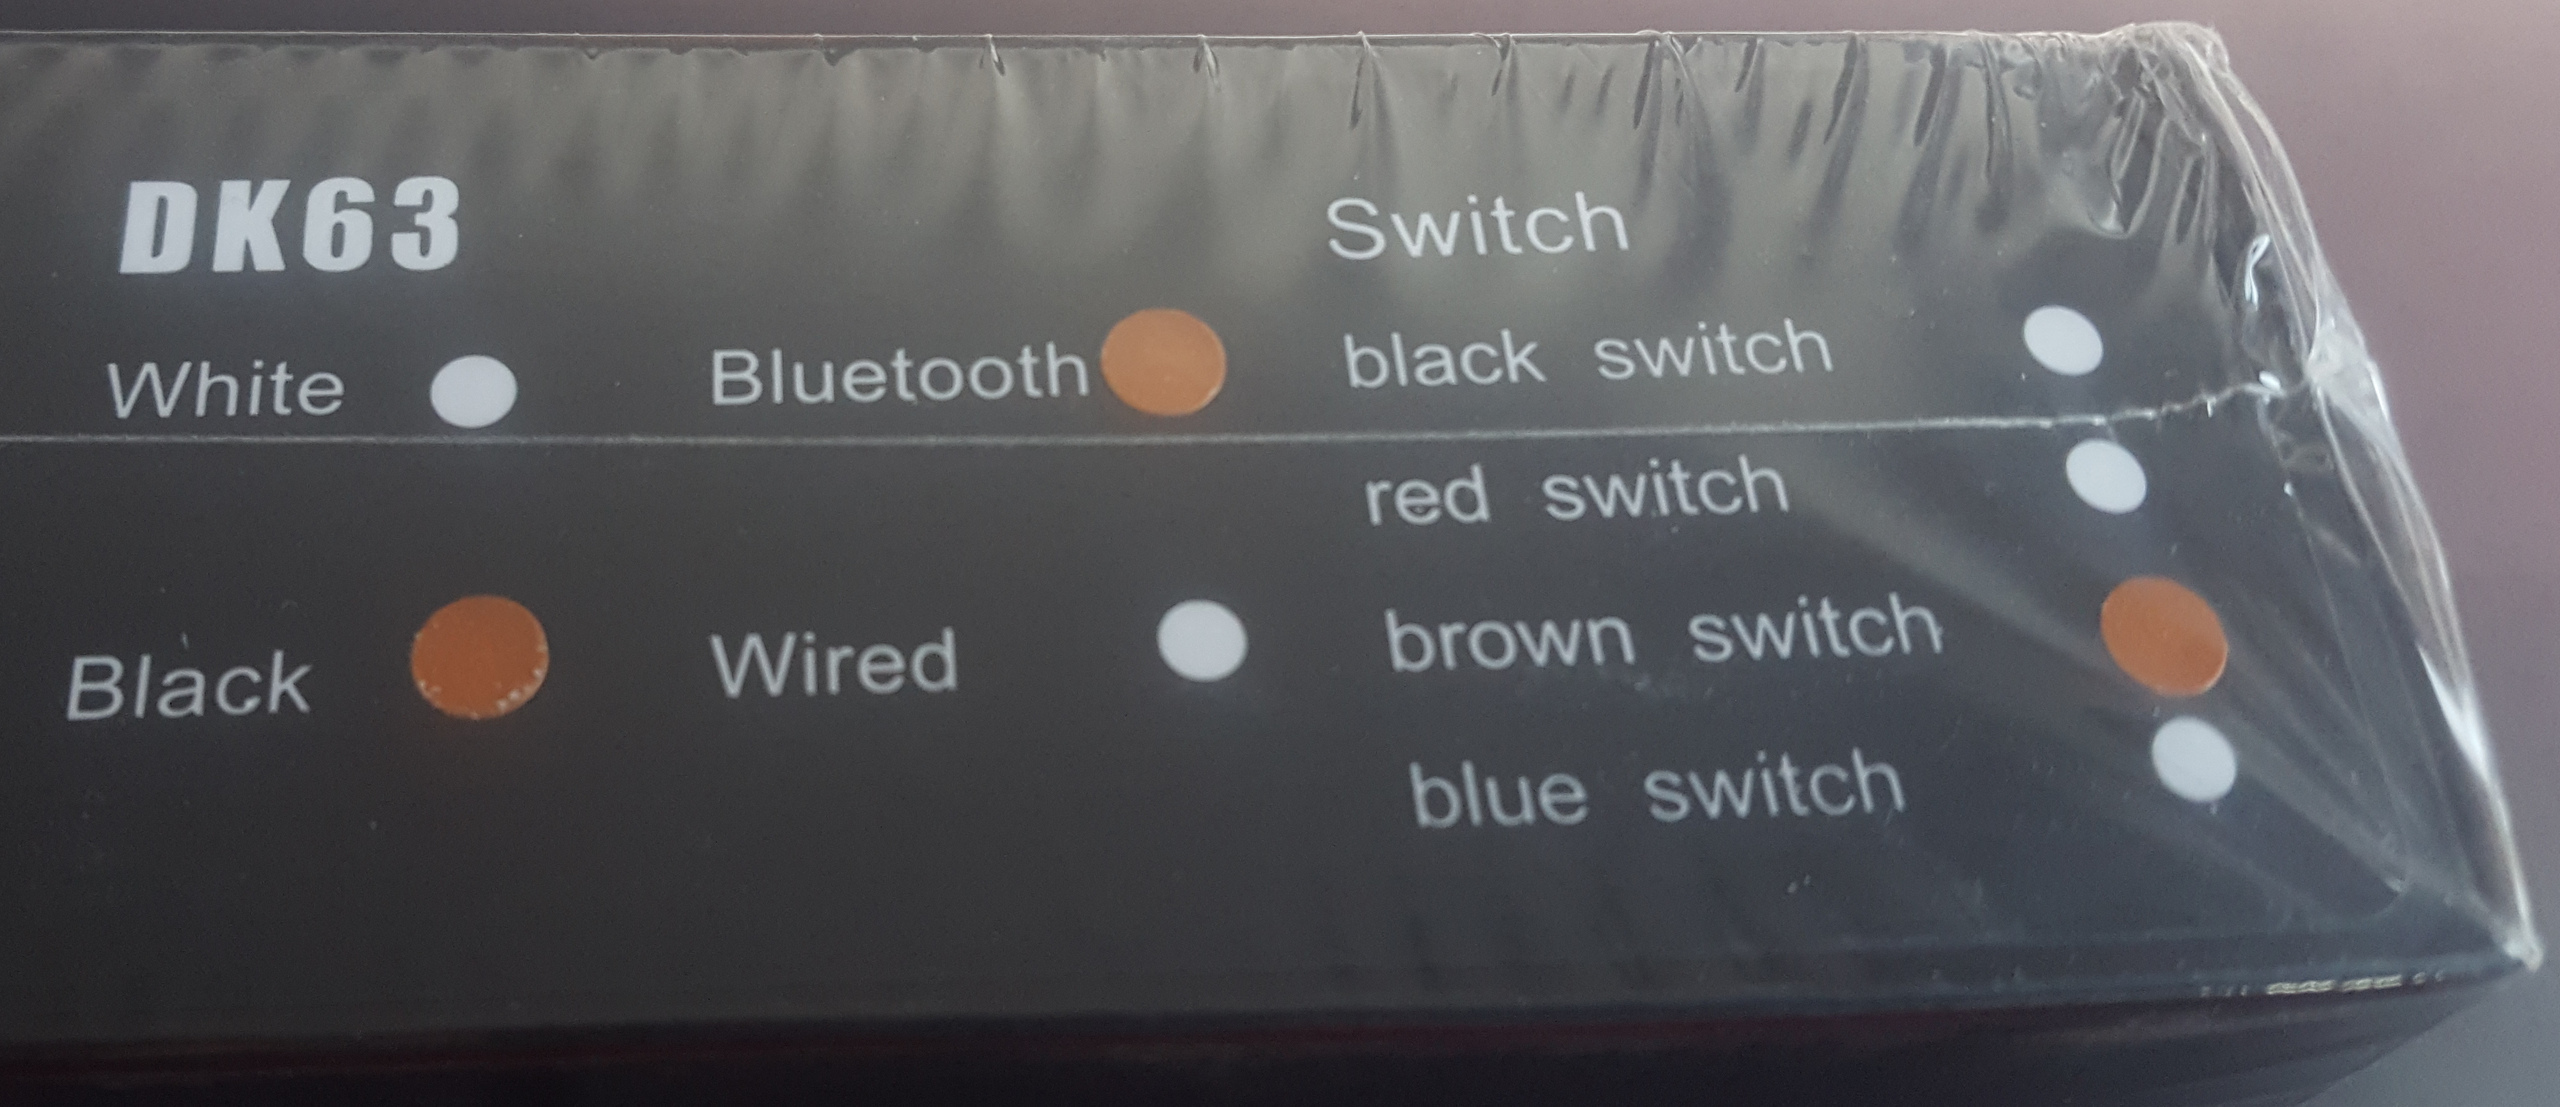 DK63
Switch
White Bluetooth black switch
red switch
Black Wired brown switch
blue switch